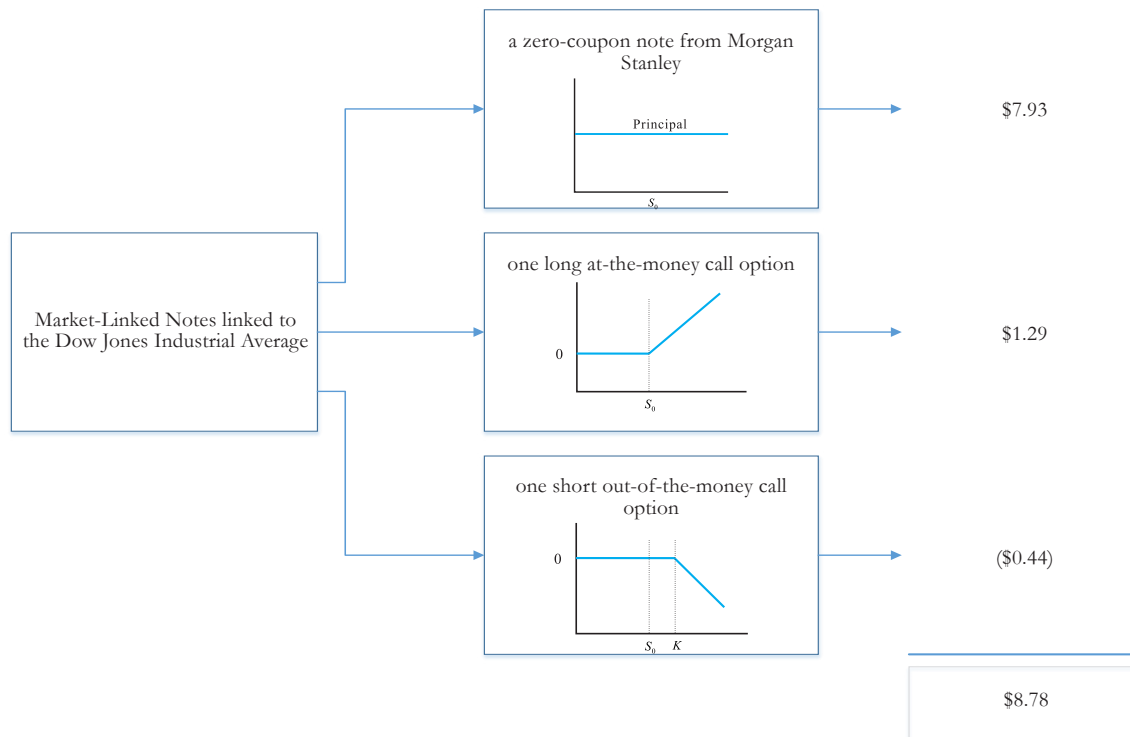 a zero-coupon note from Morgan
Stanley
Principal
S₀
$7.93
Market-Linked Notes linked to
the Dow Jones Industrial Average
one long at-the-money call option
0
S₀
$1.29
one short out-of-the-money call
option
0
S₀ K
($0.44)
$8.78